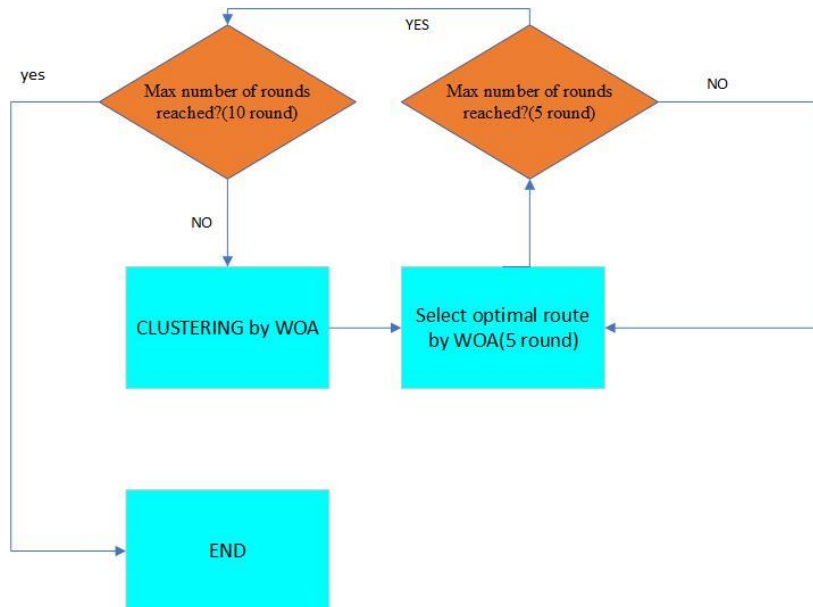 YES
yes
Max number of rounds
reached?(10 round)
Max number of rounds
reached?(5 round)
NO
NO
CLUSTERING by WOA
Select optimal route
by WOA(5 round)
END